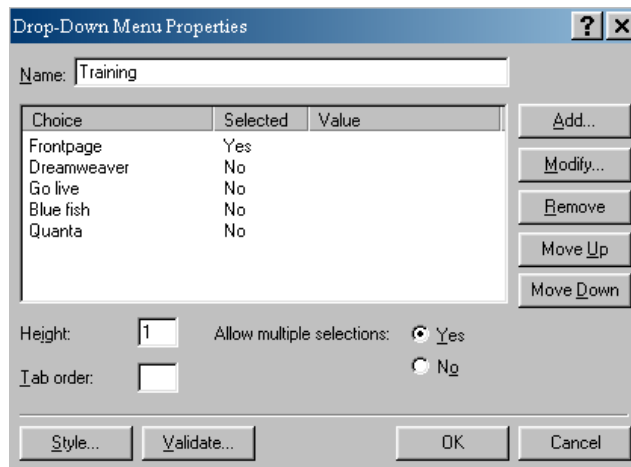 Drop-Down Menu Properties ? ×
Name: Training
Choice Selected Value
Frontpage Yes
Dreamweaver No
Go live No
Blue fish No
Quanta No
Add...
Modify...
Remove
Move Up
Move Down
Height: 1 Allow multiple selections: Yes
Tab order: No
Style... Validate... OK Cancel